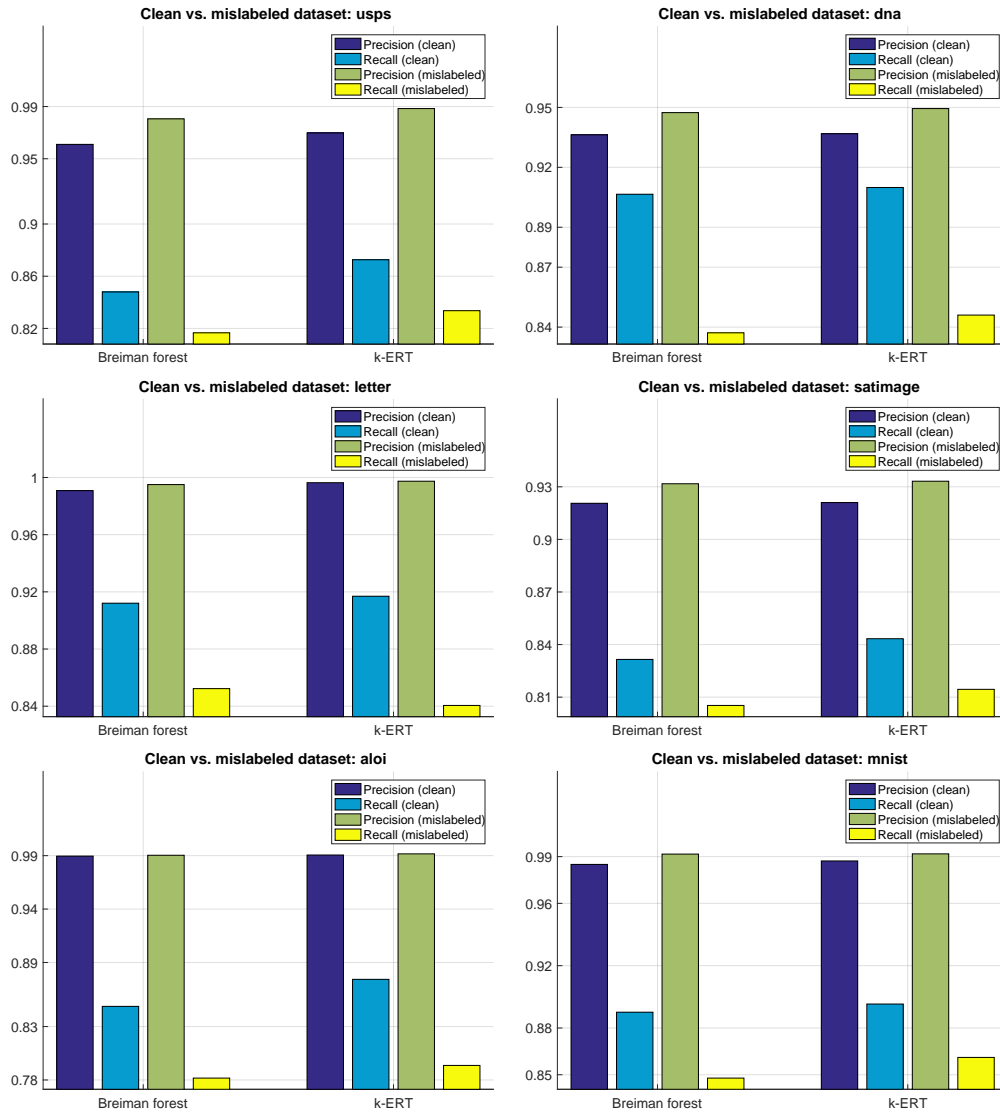 Clean vs. mislabeled dataset: usps
Precision (clean)
Recall (clean)
Precision (mislabeled)
Recall (mislabeled)
0.99
0.95
0.9
0.86
0.82
Breiman forest
k-ERT
Clean vs. mislabeled dataset: dna
Precision (clean)
Recall (clean)
Precision (mislabeled)
Recall (mislabeled)
0.95
0.92
0.89
0.87
0.84
Breiman forest
k-ERT
Clean vs. mislabeled dataset: letter
Precision (clean)
Recall (clean)
Precision (mislabeled)
Recall (mislabeled)
1
0.96
0.92
0.88
0.84
Breiman forest
k-ERT
Clean vs. mislabeled dataset: satimage
Precision (clean)
Recall (clean)
Precision (mislabeled)
Recall (mislabeled)
0.93
0.9
0.87
0.84
0.81
Breiman forest
k-ERT
Clean vs. mislabeled dataset: aloi
Precision (clean)
Recall (clean)
Precision (mislabeled)
Recall (mislabeled)
0.99
0.94
0.89
0.83
0.78
Breiman forest
k-ERT
Clean vs. mislabeled dataset: mnist
Precision (clean)
Recall (clean)
Precision (mislabeled)
Recall (mislabeled)
0.99
0.96
0.92
0.88
0.85
Breiman forest
k-ERT